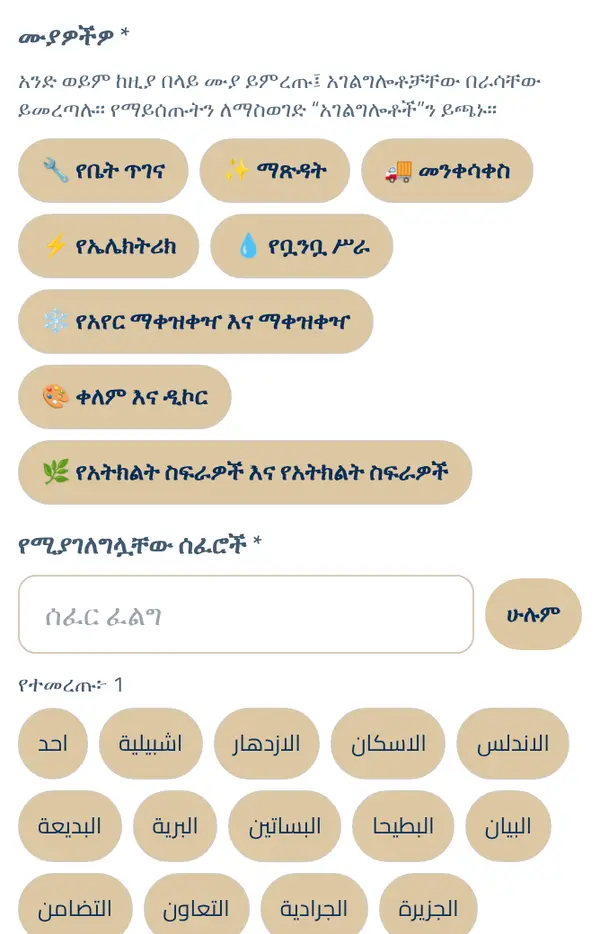 ሙያዎችዎ *
አንድ ወይም ከዚያ በላይ ሙያ ይምረጡ፤ አገልግሎቶቻቸው በራሳቸው
ይመረጣሉ። የማይሰጡትን ለማስወገድ “አገልግሎቶች”ን ይጫኑ።
🔧 የቤት ጥገና ✨ ማጽዳት 🚚 መንቀሳቀስ
⚡ የኤሌክትሪክ 💧 የቧንቧ ሥራ
❄️ የአየር ማቀዝቀዣ እና ማቀዝቀዣ
🎨 ቀለም እና ዲኮር
🌿 የአትክልት ስፍራዎች እና የአትክልት ስፍራዎች
የሚያገለግሏቸው ሰፈሮች *
ሰፈር ፈልግ ሁሉም
የተመረጡ፦ 1
احد اشبيلية الازدهار الاسكان الاندلس
البديعة البرية البساتين البطيحا البيان
التضامن التعاون الجرادية الجزيرة